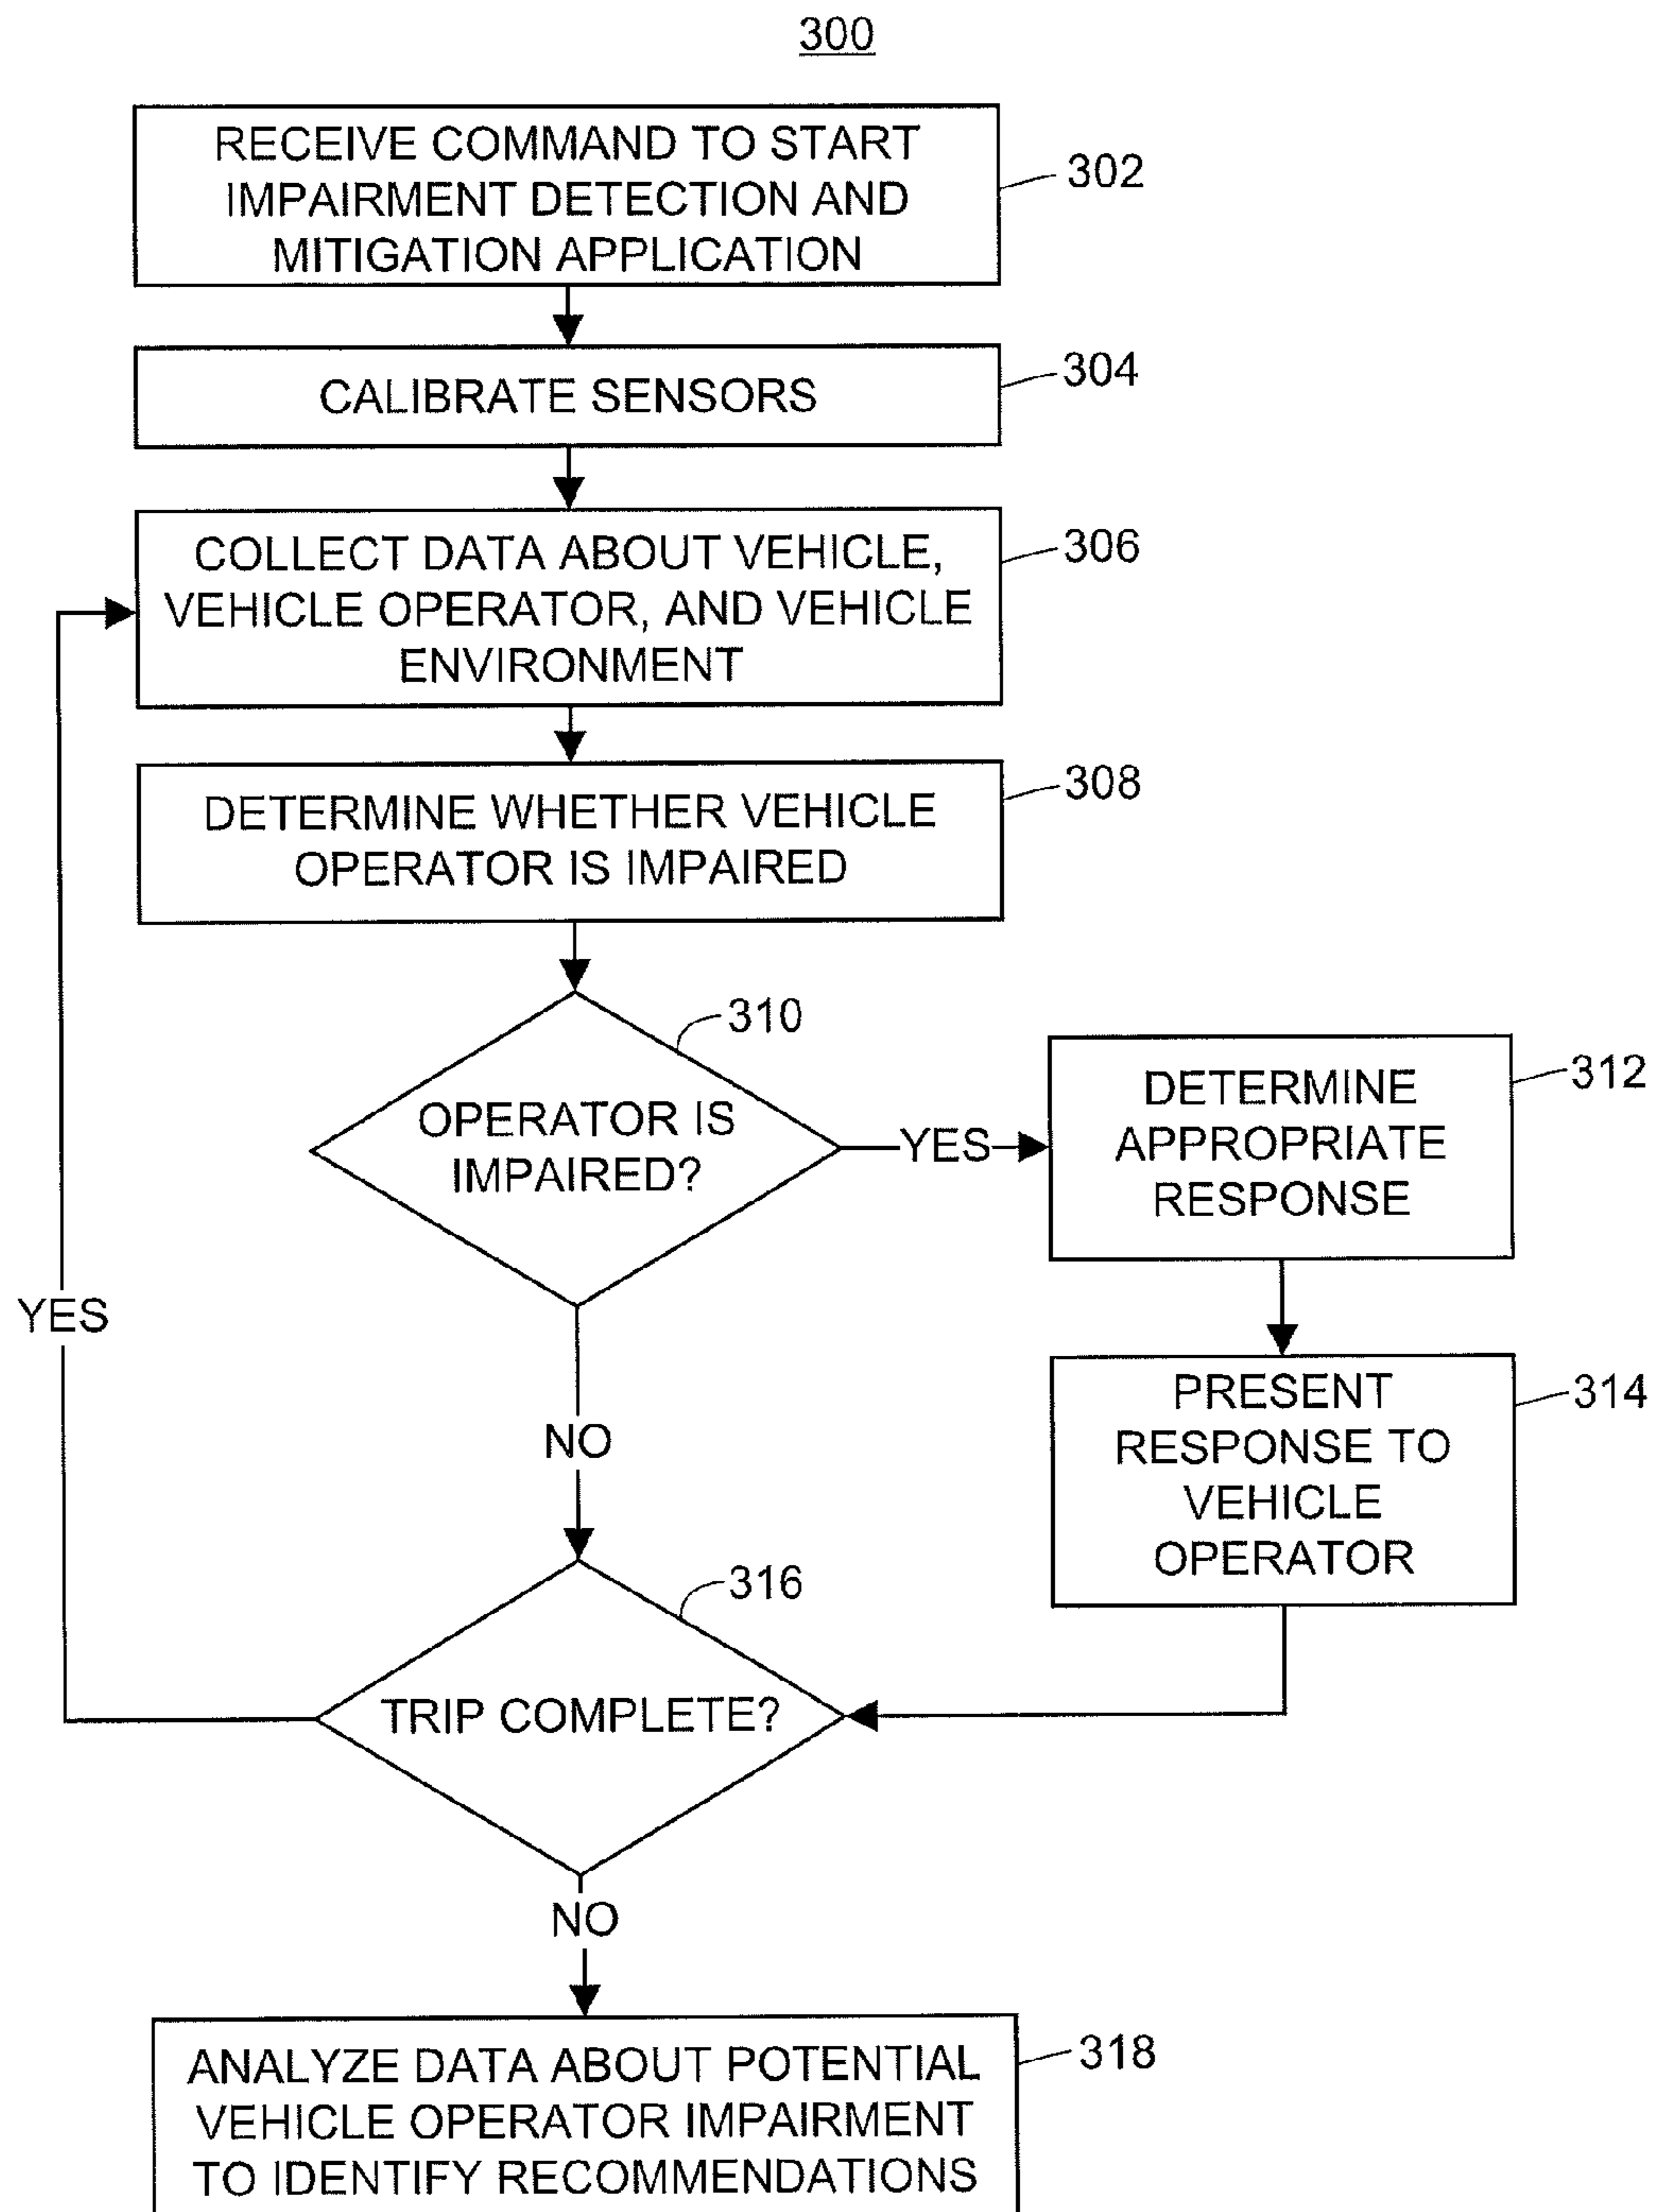 300
RECEIVE COMMAND TO START
IMPAIRMENT DETECTION AND
MITIGATION APPLICATION
302
CALIBRATE SENSORS
304
COLLECT DATA ABOUT VEHICLE,
VEHICLE OPERATOR, AND VEHICLE
ENVIRONMENT
306
DETERMINE WHETHER VEHICLE
OPERATOR IS IMPAIRED
308
310
OPERATOR IS
IMPAIRED?
YES
DETERMINE
APPROPRIATE
RESPONSE
312
YES
NO
PRESENT
RESPONSE TO
VEHICLE
OPERATOR
314
316
TRIP COMPLETE?
NO
ANALYZE DATA ABOUT POTENTIAL
VEHICLE OPERATOR IMPAIRMENT
TO IDENTIFY RECOMMENDATIONS
318